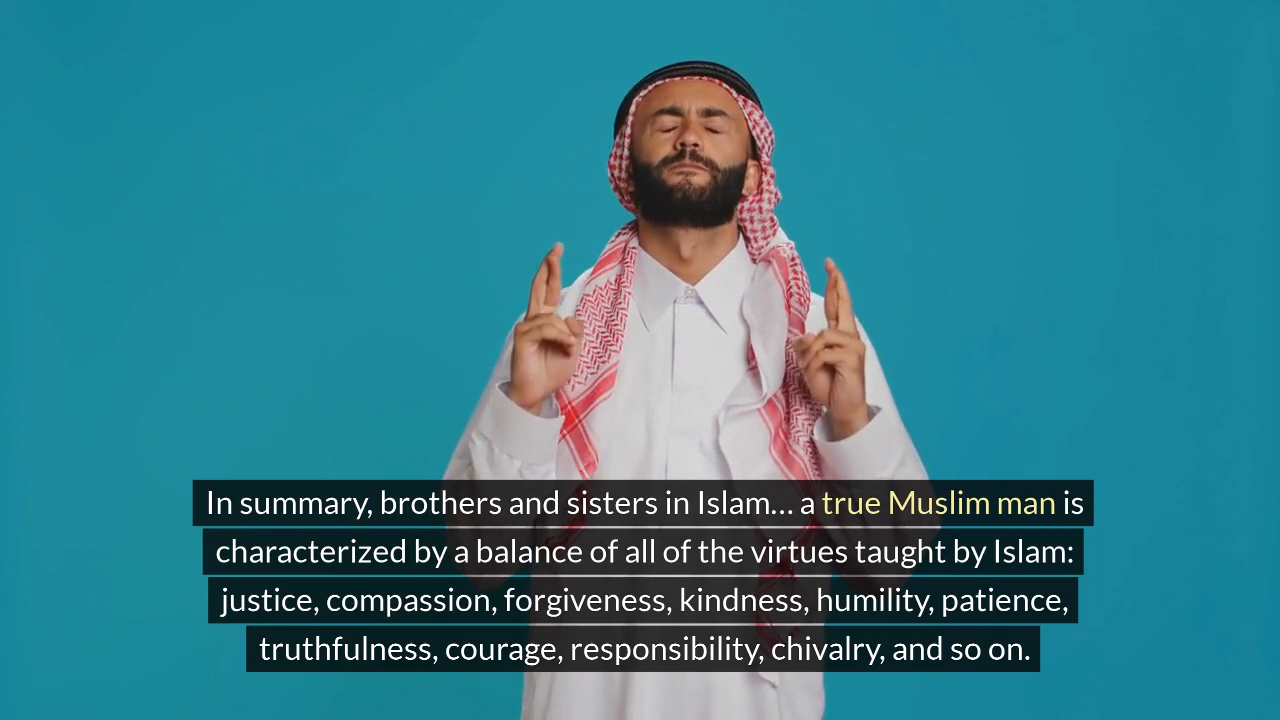 In summary, brothers and sisters in Islam... a true Muslim man is
characterized by a balance of all of the virtues taught by Islam:
justice, compassion, forgiveness, kindness, humility, patience,
truthfulness, courage, responsibility, chivalry, and so on.